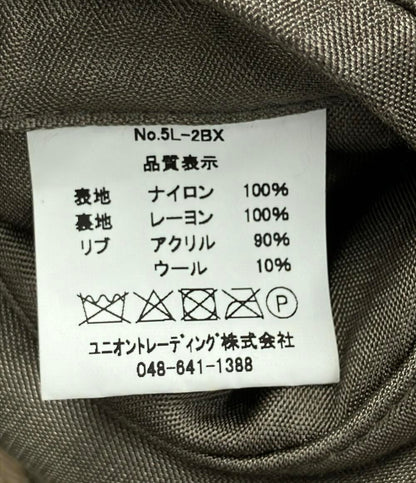 No.5L-2BX
品質表示
表地 ナイロン 100%
裏地 レーヨン 100%
リブ アクリル 90%
ウール 10%
P
ユニオントレーディング株式会社
048-641-1388